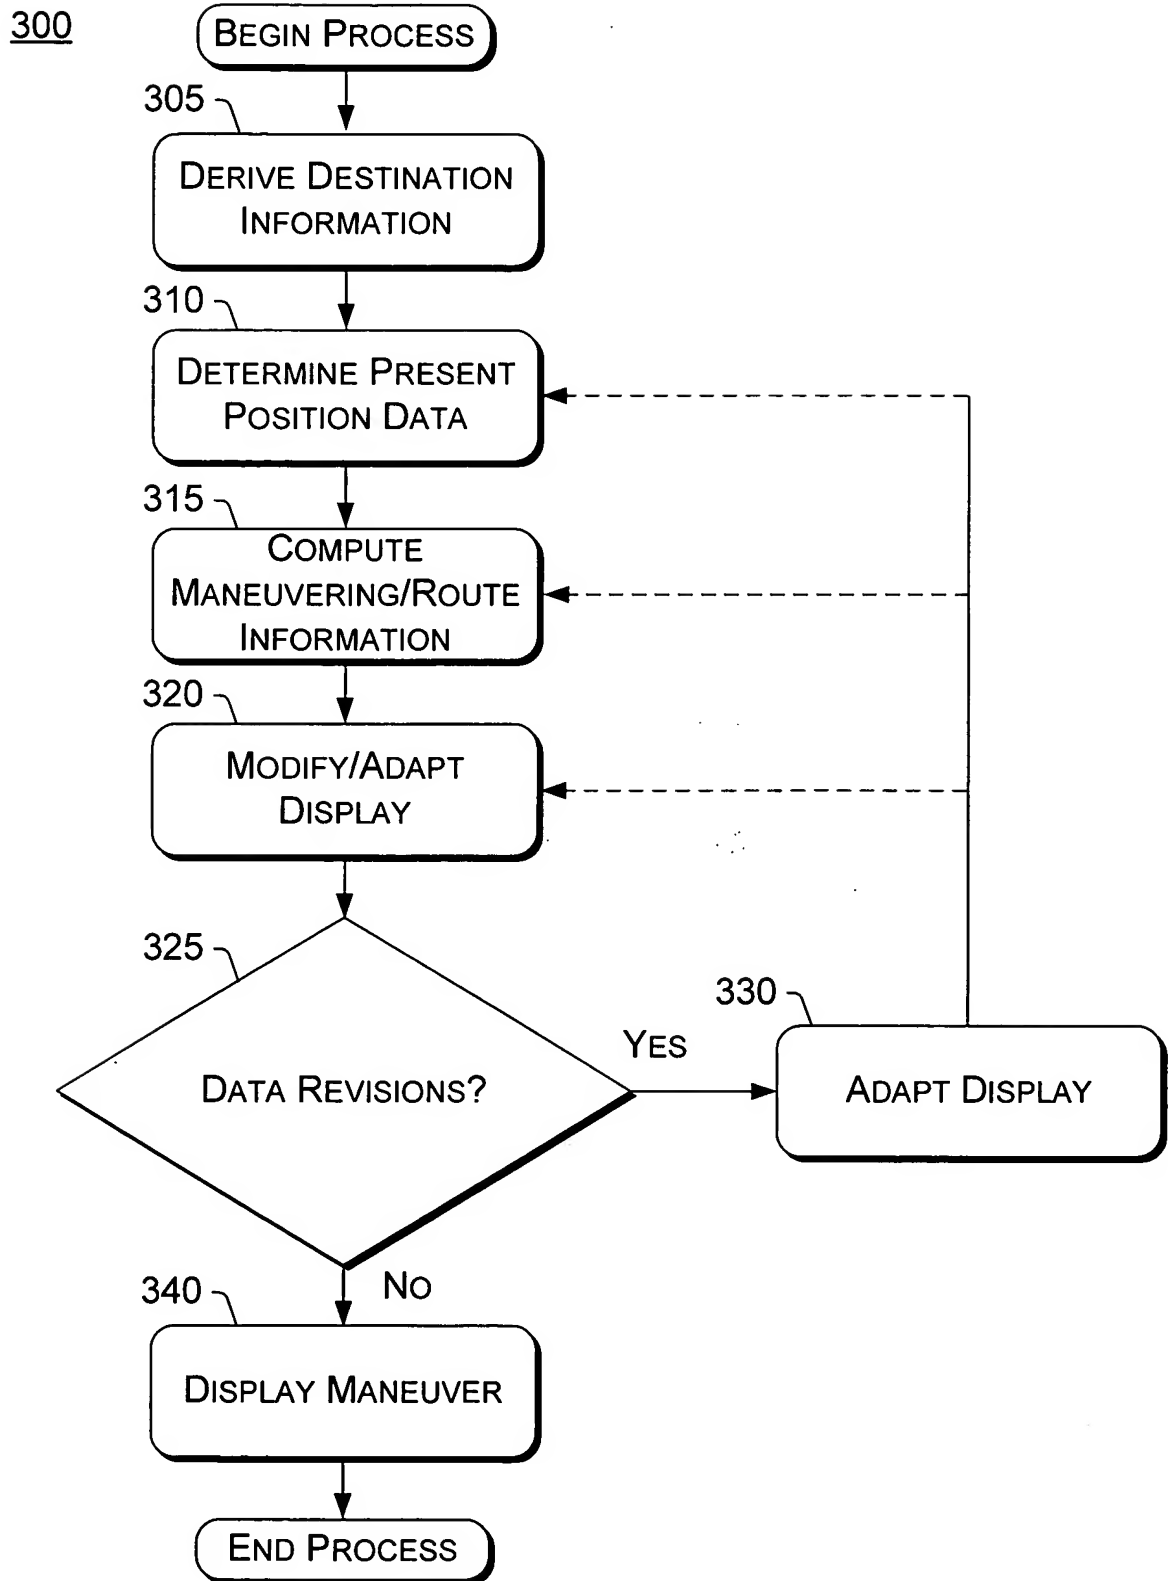 300
BEGIN PROCESS
305
DERIVE DESTINATION
INFORMATION
310
DETERMINE PRESENT
POSITION DATA
315
COMPUTE
MANEUVERING/ROUTE
INFORMATION
320
MODIFY/ADAPT
DISPLAY
325
DATA REVISIONS?
YES
330
ADAPT DISPLAY
NO
340
DISPLAY MANEUVER
END PROCESS